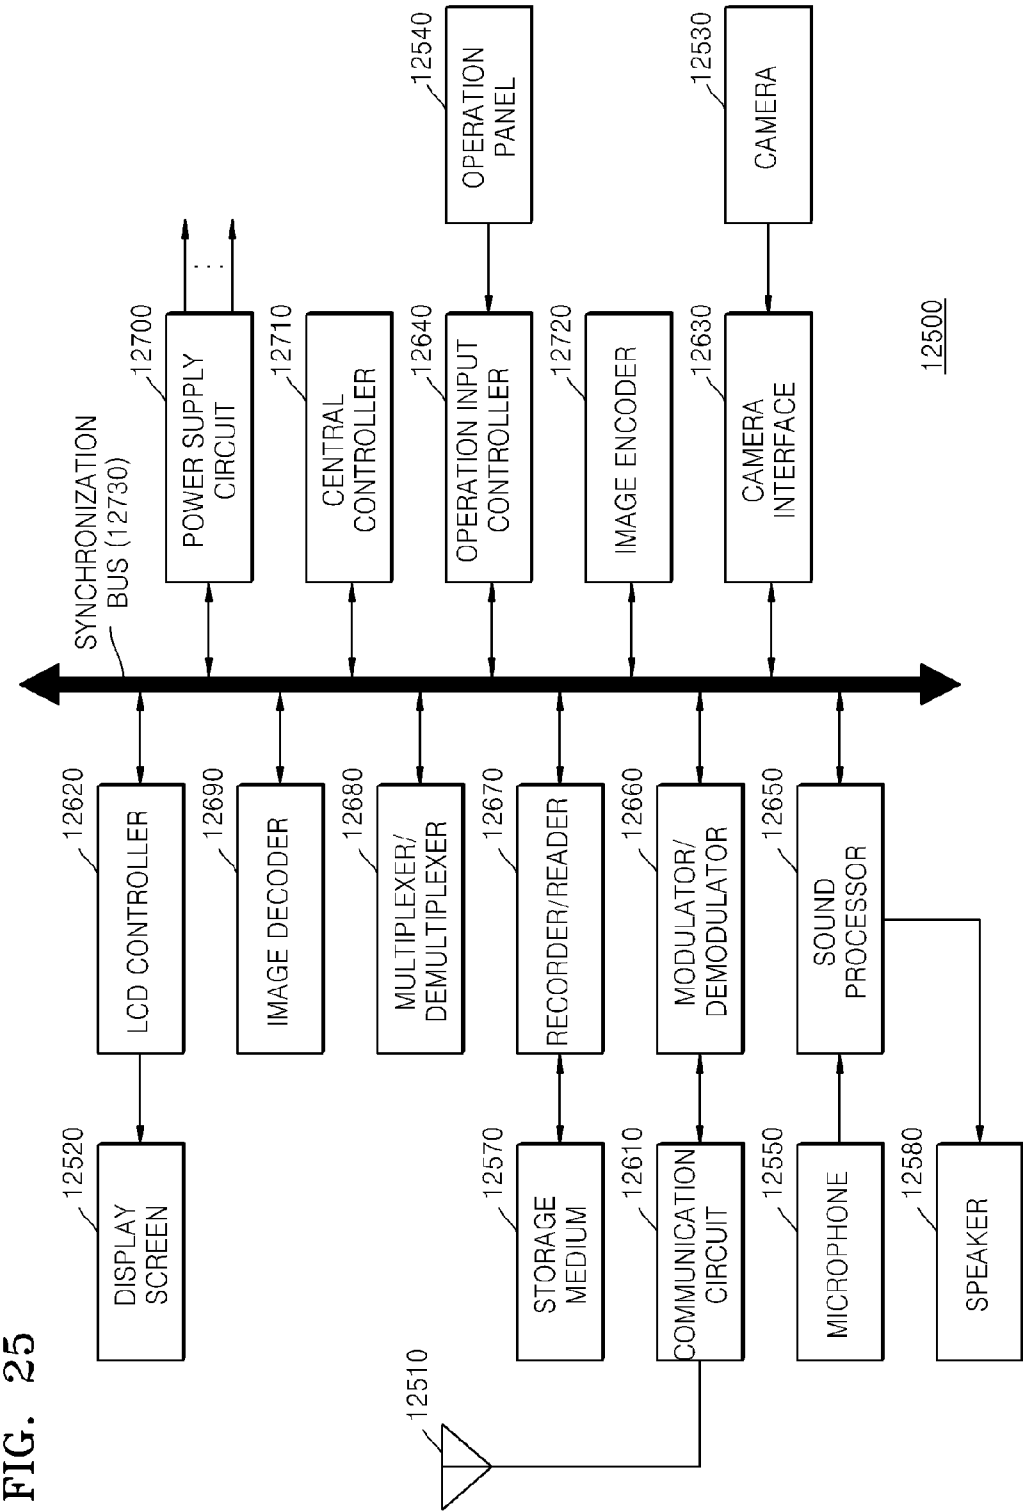 FIG. 25
12510
12520
DISPLAY
SCREEN
12570
STORAGE
MEDIUM
12610
COMMUNICATION
CIRCUIT
12550
MICROPHONE
12580
SPEAKER
12620
LCD CONTROLLER
12690
IMAGE DECODER
12680
MULTIPLEXER/
DEMULTIPLEXER
12670
RECORDER/READER
12660
MODULATOR/
DEMODULATOR
12650
SOUND
PROCESSOR
SYNCHRONIZATION
BUS (12730)
12700
POWER SUPPLY
CIRCUIT
12710
CENTRAL
CONTROLLER
12640
OPERATION INPUT
CONTROLLER
12720
IMAGE ENCODER
12630
CAMERA
INTERFACE
12540
OPERATION
PANEL
12530
CAMERA
12500